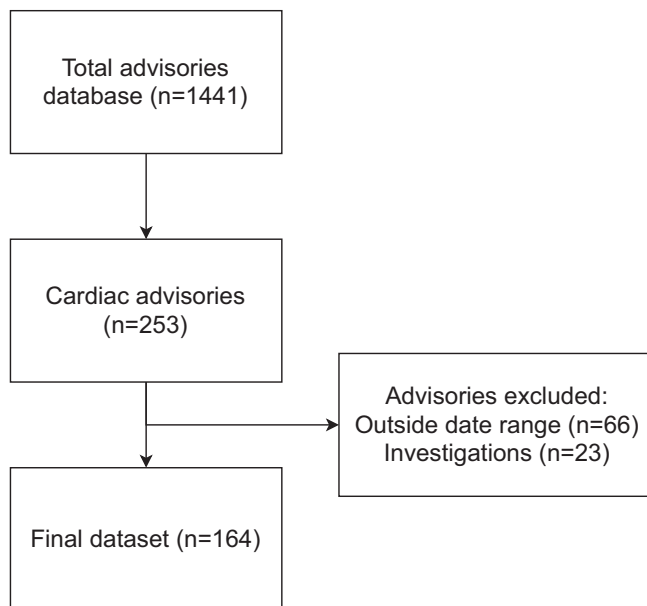 Total advisories
database (n=1441)
Cardiac advisories
(n=253)
Advisories excluded:
Outside date range (n=66)
Investigations (n=23)
Final dataset (n=164)